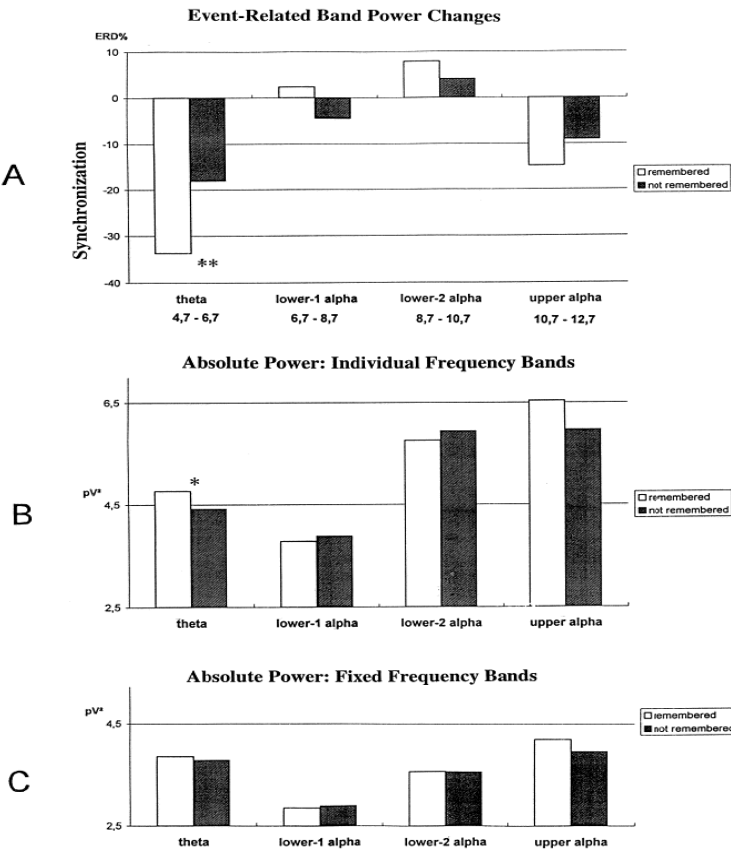 Event-Related Band Power Changes
ERD%
10
0
-10
-20
-30
-40
Synchronization
A
**
remembered
not remembered
theta lower-1 alpha lower-2 alpha upper alpha
4,7 - 6,7 6,7 - 8,7 8,7 - 10,7 10,7 - 12,7
Absolute Power: Individual Frequency Bands
6,5
pV²
4,5
2,5
B
*
remembered
not remembered
theta lower-1 alpha lower-2 alpha upper alpha
Absolute Power: Fixed Frequency Bands
pV²
4,5
2,5
C
remembered
not remembered
theta lower-1 alpha lower-2 alpha upper alpha